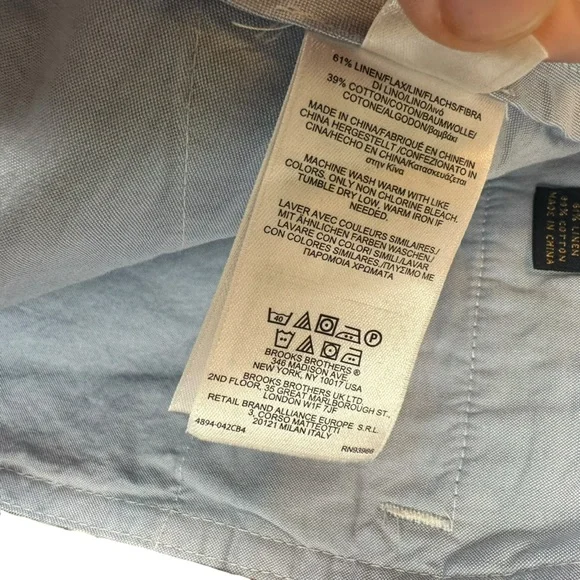 61% LINEN/FLAX/LIN/FLACHS/FIBRA
DI LINO/LINO/λινό
39% COTTON/COTON/BAUMWOLLE/
COTONE/ALGODON/βαμβάκι
MADE IN CHINA/FABRIQUÉ EN CHINE/IN
CHINA HERGESTELLT /CONFEZIONATO IN
CINA/HECHO EN CHINA/Κατασκευάζεται
στην Κίνα
MACHINE WASH WARM WITH LIKE
COLORS. ONLY NON CHLORINE BLEACH.
TUMBLE DRY LOW. WARM IRON IF
NEEDED.
LAVER AVEC COULEURS SIMILAIRES./
MIT ÄHNLICHEN FARBEN WASCHEN./
LAVARE CON COLORI SIMILI/LAVAR
CON COLORES SIMILARES./ΠΛΥΣΙΜΟ ΜΕ
ΠΑΡΟΜΟΙΑ ΧΡΩΜΑΤΑ
40 P
BROOKS BROTHERS ®
346 MADISON AVE
NEW YORK, NY 10017 USA
BROOKS BROTHERS UK LTD
2ND FLOOR, 35 GREAT MARLBOROUGH ST.,
LONDON W1F 7JF
RETAIL BRAND ALLIANCE EUROPE S.R.L
3, CORSO MATTEOTTI
20121 MILAN ITALY
4894-042CB4 RN93986
61% LINEN
39% COTTON
MADE IN CHINA